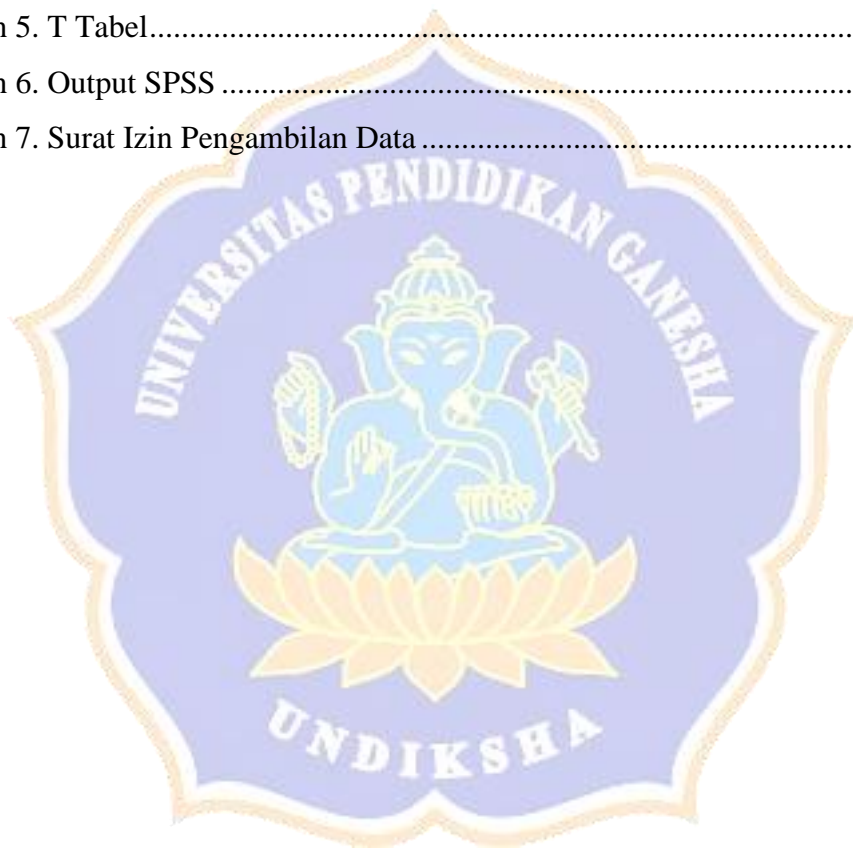 n 5. T Tabel........................................................................................
n 6. Output SPSS ...............................................................................
n 7. Surat Izin Pengambilan Data ......................................................
UNIVERSITAS PENDIDIKAN GANESHA
UNDIKSHA